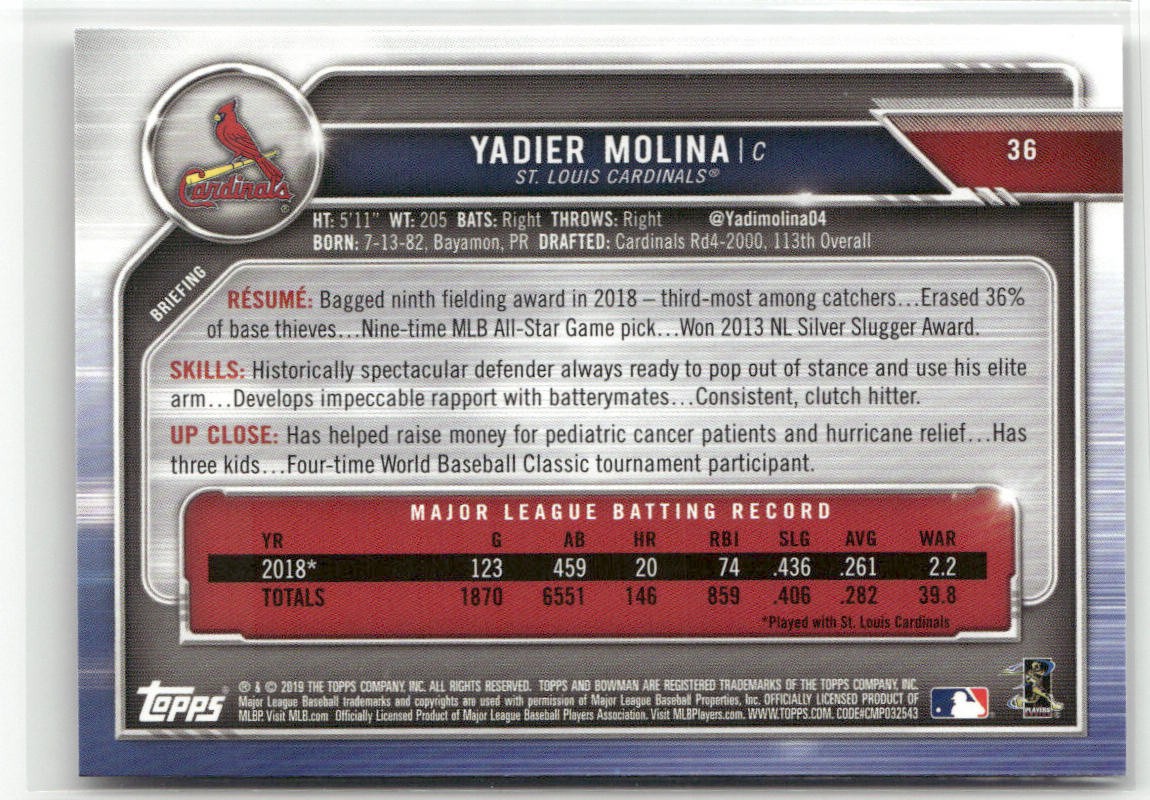 Cardinals®
YADIER MOLINA | C
36
ST. LOUIS CARDINALS®
HT: 5'11" WT: 205 BATS: Right THROWS: Right @Yadimolina04
BORN: 7-13-82, Bayamon, PR DRAFTED: Cardinals Rd4-2000, 113th Overall
BRIEFING
RÉSUMÉ: Bagged ninth fielding award in 2018 – third-most among catchers...Erased 36%
of base thieves...Nine-time MLB All-Star Game pick...Won 2013 NL Silver Slugger Award.
SKILLS: Historically spectacular defender always ready to pop out of stance and use his elite
arm...Develops impeccable rapport with batterymates...Consistent, clutch hitter.
UP CLOSE: Has helped raise money for pediatric cancer patients and hurricane relief...Has
three kids...Four-time World Baseball Classic tournament participant.
MAJOR LEAGUE BATTING RECORD
YR G AB HR RBI SLG AVG WAR
2018* 123 459 20 74 .436 .261 2.2
TOTALS 1870 6551 146 859 .406 .282 39.8
*Played with St. Louis Cardinals
topps®
® & © 2019 THE TOPPS COMPANY, INC. ALL RIGHTS RESERVED. TOPPS AND BOWMAN ARE REGISTERED TRADEMARKS OF THE TOPPS COMPANY, INC.
Major League Baseball trademarks and copyrights are used with permission of Major League Baseball Properties, Inc. OFFICIALLY LICENSED PRODUCT OF
MLBP. Visit MLB.com Officially Licensed Product of Major League Baseball Players Association. Visit MLBPlayers.com. WWW.TOPPS.COM. CODE#CMP032543
PLAYERS